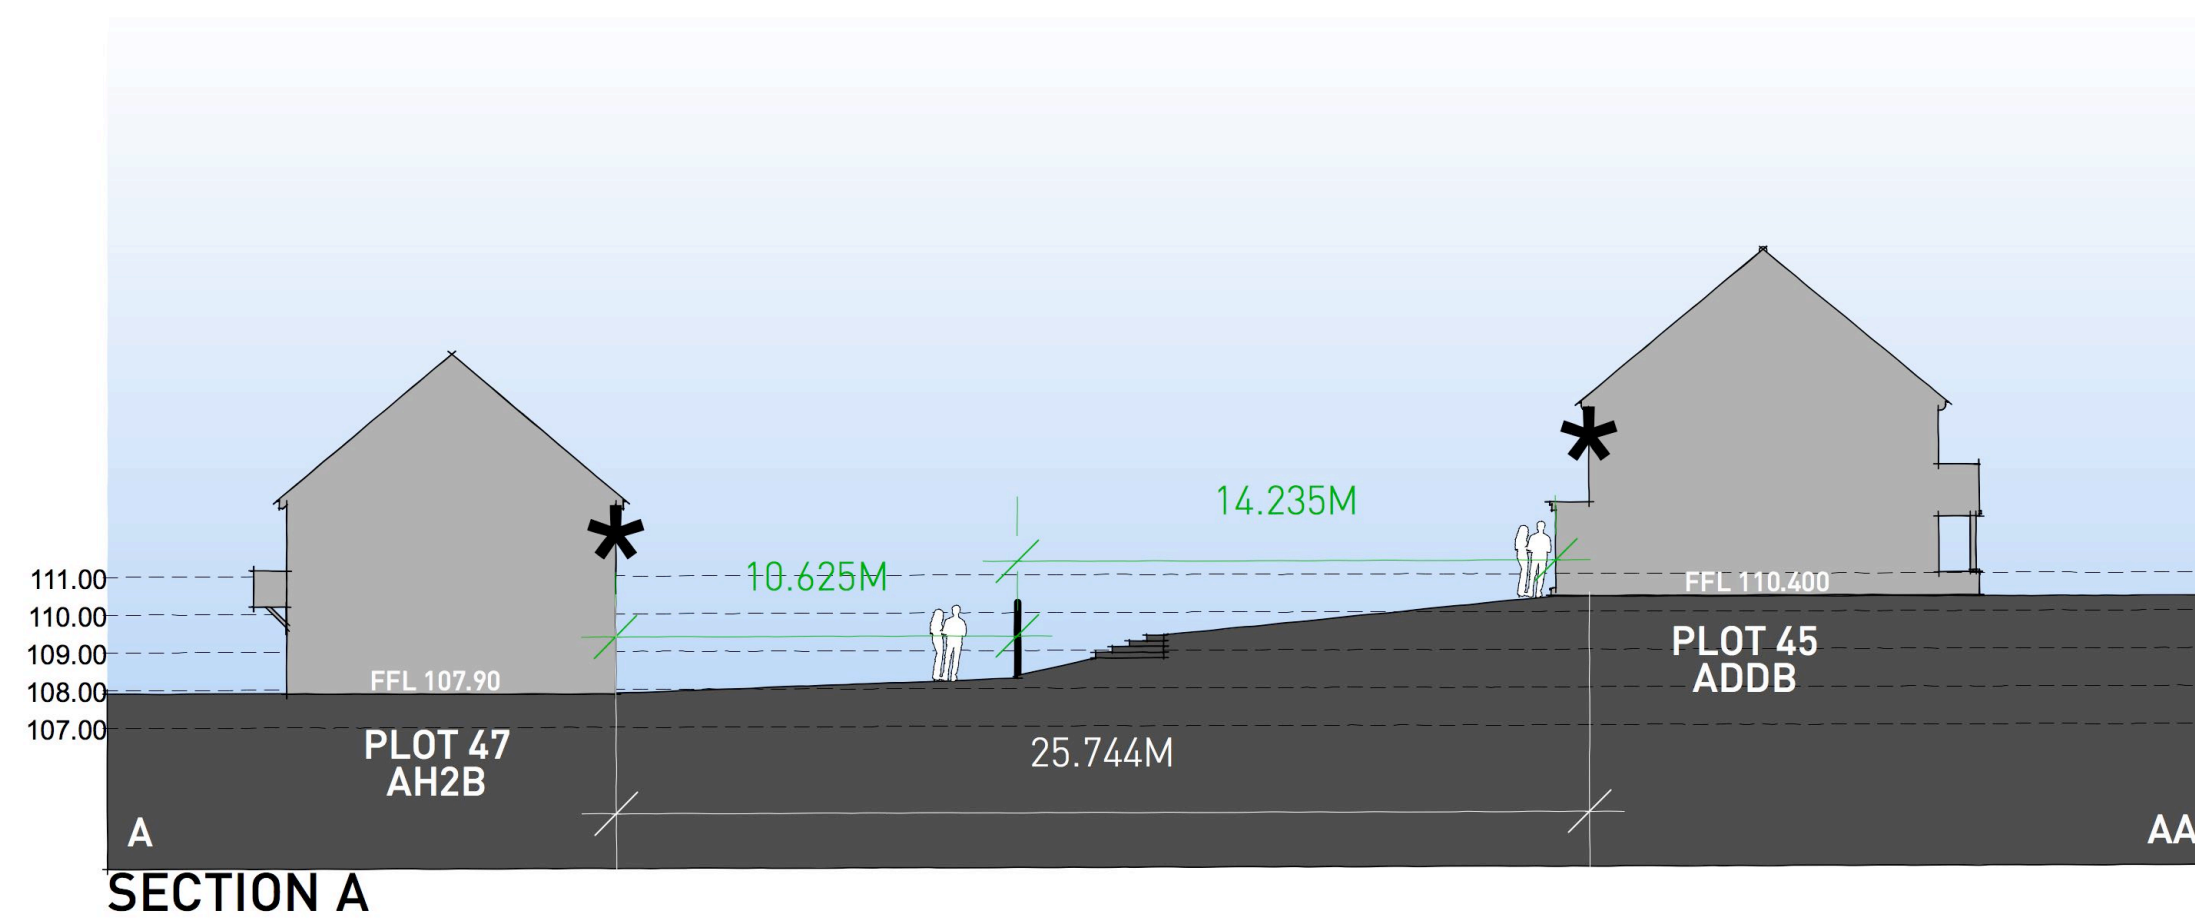 14.235M
10.625M
111.00
110.00
109.00
108.00
107.00
FFL 110.400
PLOT 45
ADDB
FFL 107.90
PLOT 47
AH2B
25.744M
A
AA
SECTION A